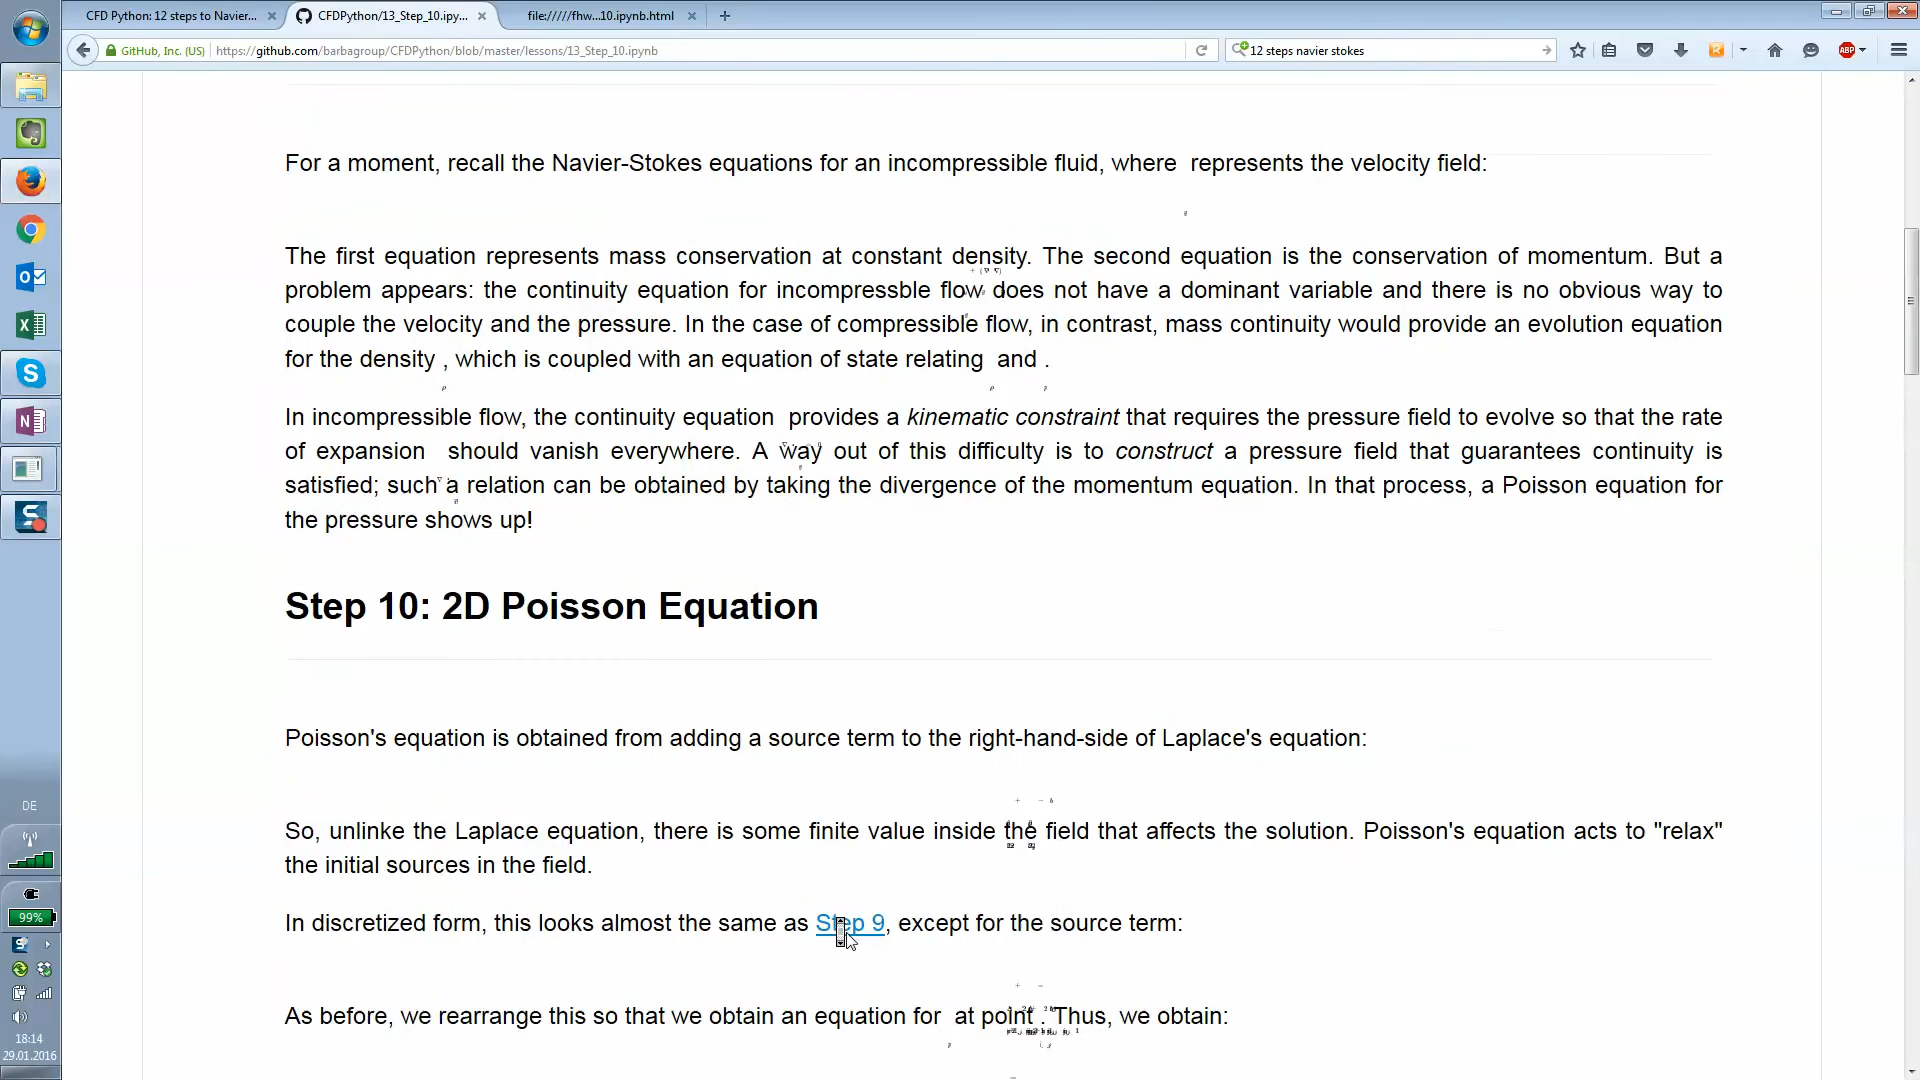 CFD Python: 12 steps to Navier...
CFDPython/13_Step_10.ipy...
file://///fhw...10.ipynb.html
GitHub, Inc. (US)
https://github.com/barbagroup/CFDPython/blob/master/lessons/13_Step_10.ipynb
12 steps navier stokes
ABP
For a moment, recall the Navier-Stokes equations for an incompressible fluid, where represents the velocity field:
The first equation represents mass conservation at constant density. The second equation is the conservation of momentum. But a
problem appears: the continuity equation for incompressble flow does not have a dominant variable and there is no obvious way to
couple the velocity and the pressure. In the case of compressible flow, in contrast, mass continuity would provide an evolution equation
for the density , which is coupled with an equation of state relating and .
In incompressible flow, the continuity equation provides a kinematic constraint that requires the pressure field to evolve so that the rate
of expansion should vanish everywhere. A way out of this difficulty is to construct a pressure field that guarantees continuity is
satisfied; such a relation can be obtained by taking the divergence of the momentum equation. In that process, a Poisson equation for
the pressure shows up!
Step 10: 2D Poisson Equation
Poisson's equation is obtained from adding a source term to the right-hand-side of Laplace's equation:
So, unlinke the Laplace equation, there is some finite value inside the field that affects the solution. Poisson's equation acts to "relax"
the initial sources in the field.
In discretized form, this looks almost the same as Step 9, except for the source term:
As before, we rearrange this so that we obtain an equation for at point . Thus, we obtain:
DE
99%
18:14
29.01.2016